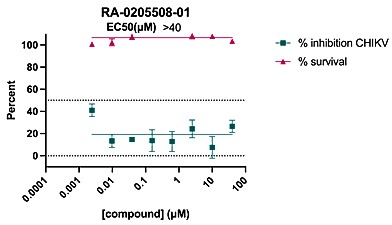 RA-0205508-01
EC50(μM) >40
% inhibition CHIKV
% survival
Percent
100
80
60
40
20
0
0.0001
0.001
0.01
0.1
1
10
100
[compound] (μM)